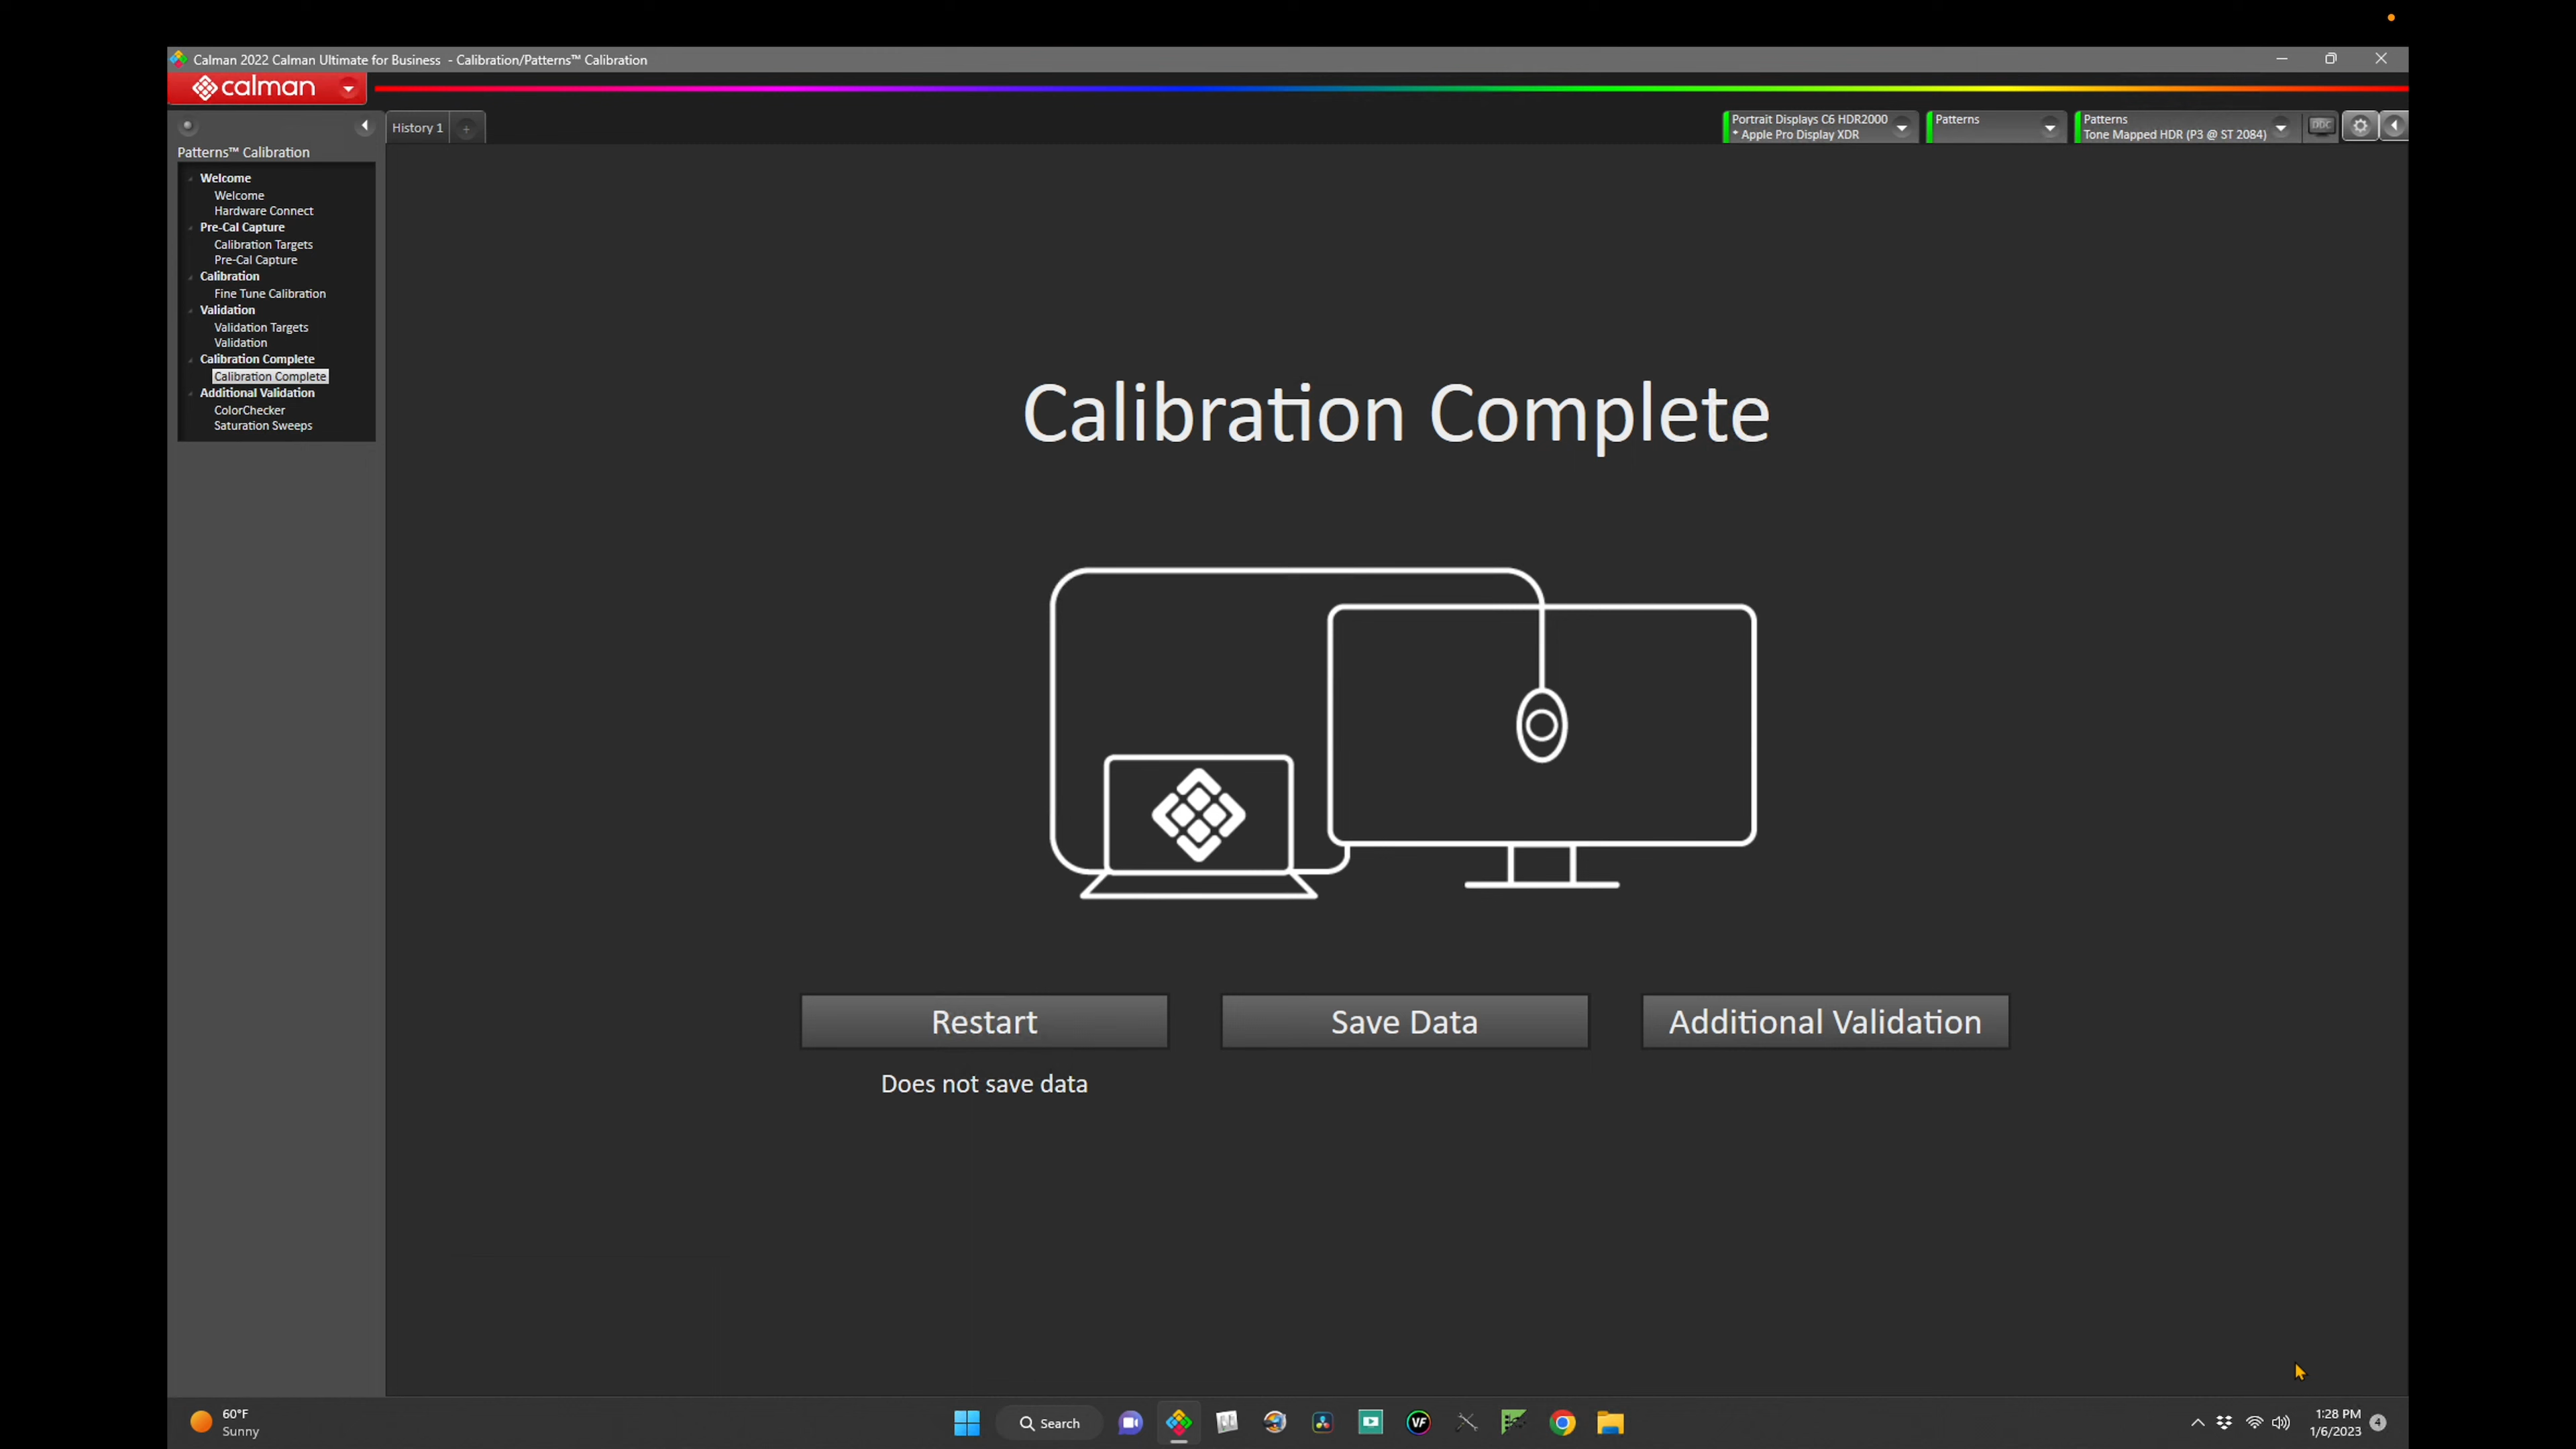 Calman 2022 Calman Ultimate for Business - Calibration/Patterns™ Calibration
calman
History 1
+
Portrait Displays C6 HDR2000
* Apple Pro Display XDR
Patterns
Patterns
Tone Mapped HDR (P3 @ ST 2084)
DDC
Patterns™ Calibration
Welcome
Welcome
Hardware Connect
Pre-Cal Capture
Calibration Targets
Pre-Cal Capture
Calibration
Fine Tune Calibration
Validation
Validation Targets
Validation
Calibration Complete
Calibration Complete
Additional Validation
ColorChecker
Saturation Sweeps
Calibration Complete
Restart
Save Data
Additional Validation
Does not save data
60°F
Sunny
Search
VF
1:28 PM
1/6/2023
4